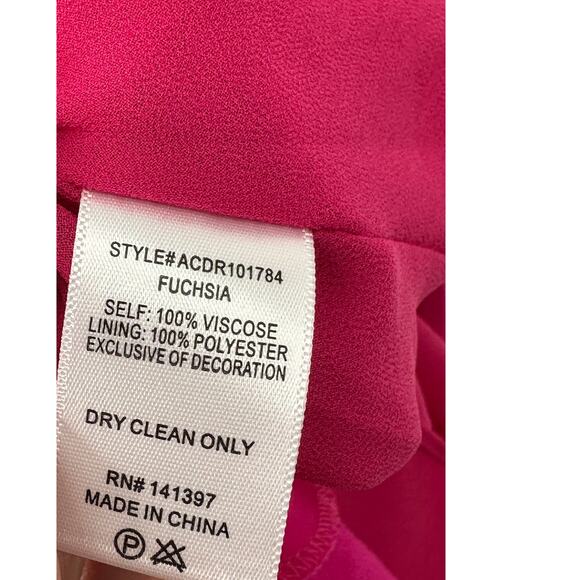 STYLE# ACDR101784
FUCHSIA
SELF: 100% VISCOSE
LINING: 100% POLYESTER
EXCLUSIVE OF DECORATION
DRY CLEAN ONLY
RN# 141397
MADE IN CHINA
P